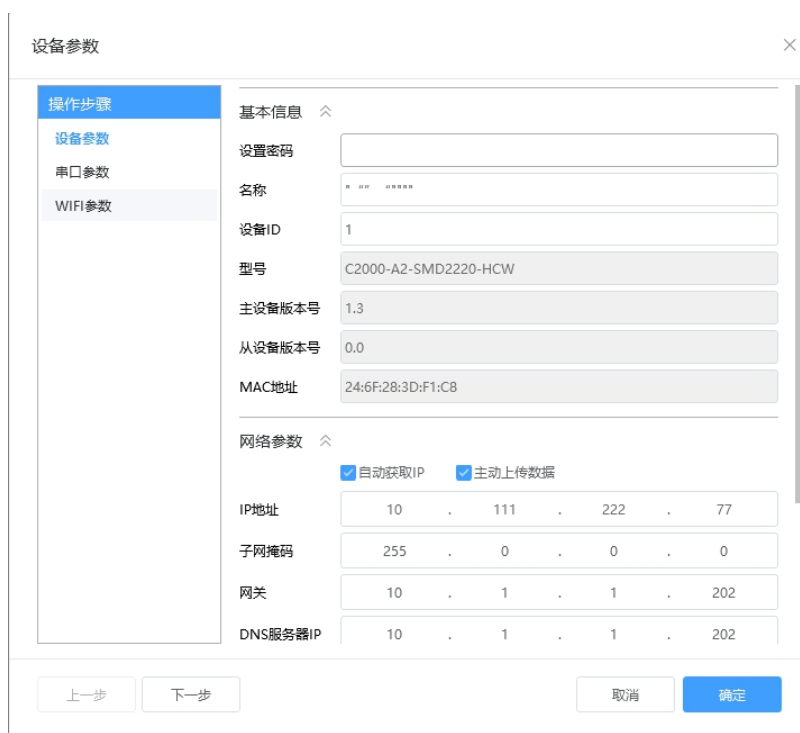 设备参数
操作步骤
设备参数
串口参数
WIFI参数
基本信息
设置密码
名称 " "" """""
设备ID 1
型号 C2000-A2-SMD2220-HCW
主设备版本号 1.3
从设备版本号 0.0
MAC地址 24:6F:28:3D:F1:C8
网络参数
自动获取IP 主动上传数据
IP地址 10 . 111 . 222 . 77
子网掩码 255 . 0 . 0 . 0
网关 10 . 1 . 1 . 202
DNS服务器IP 10 . 1 . 1 . 202
上一步 下一步 取消 确定